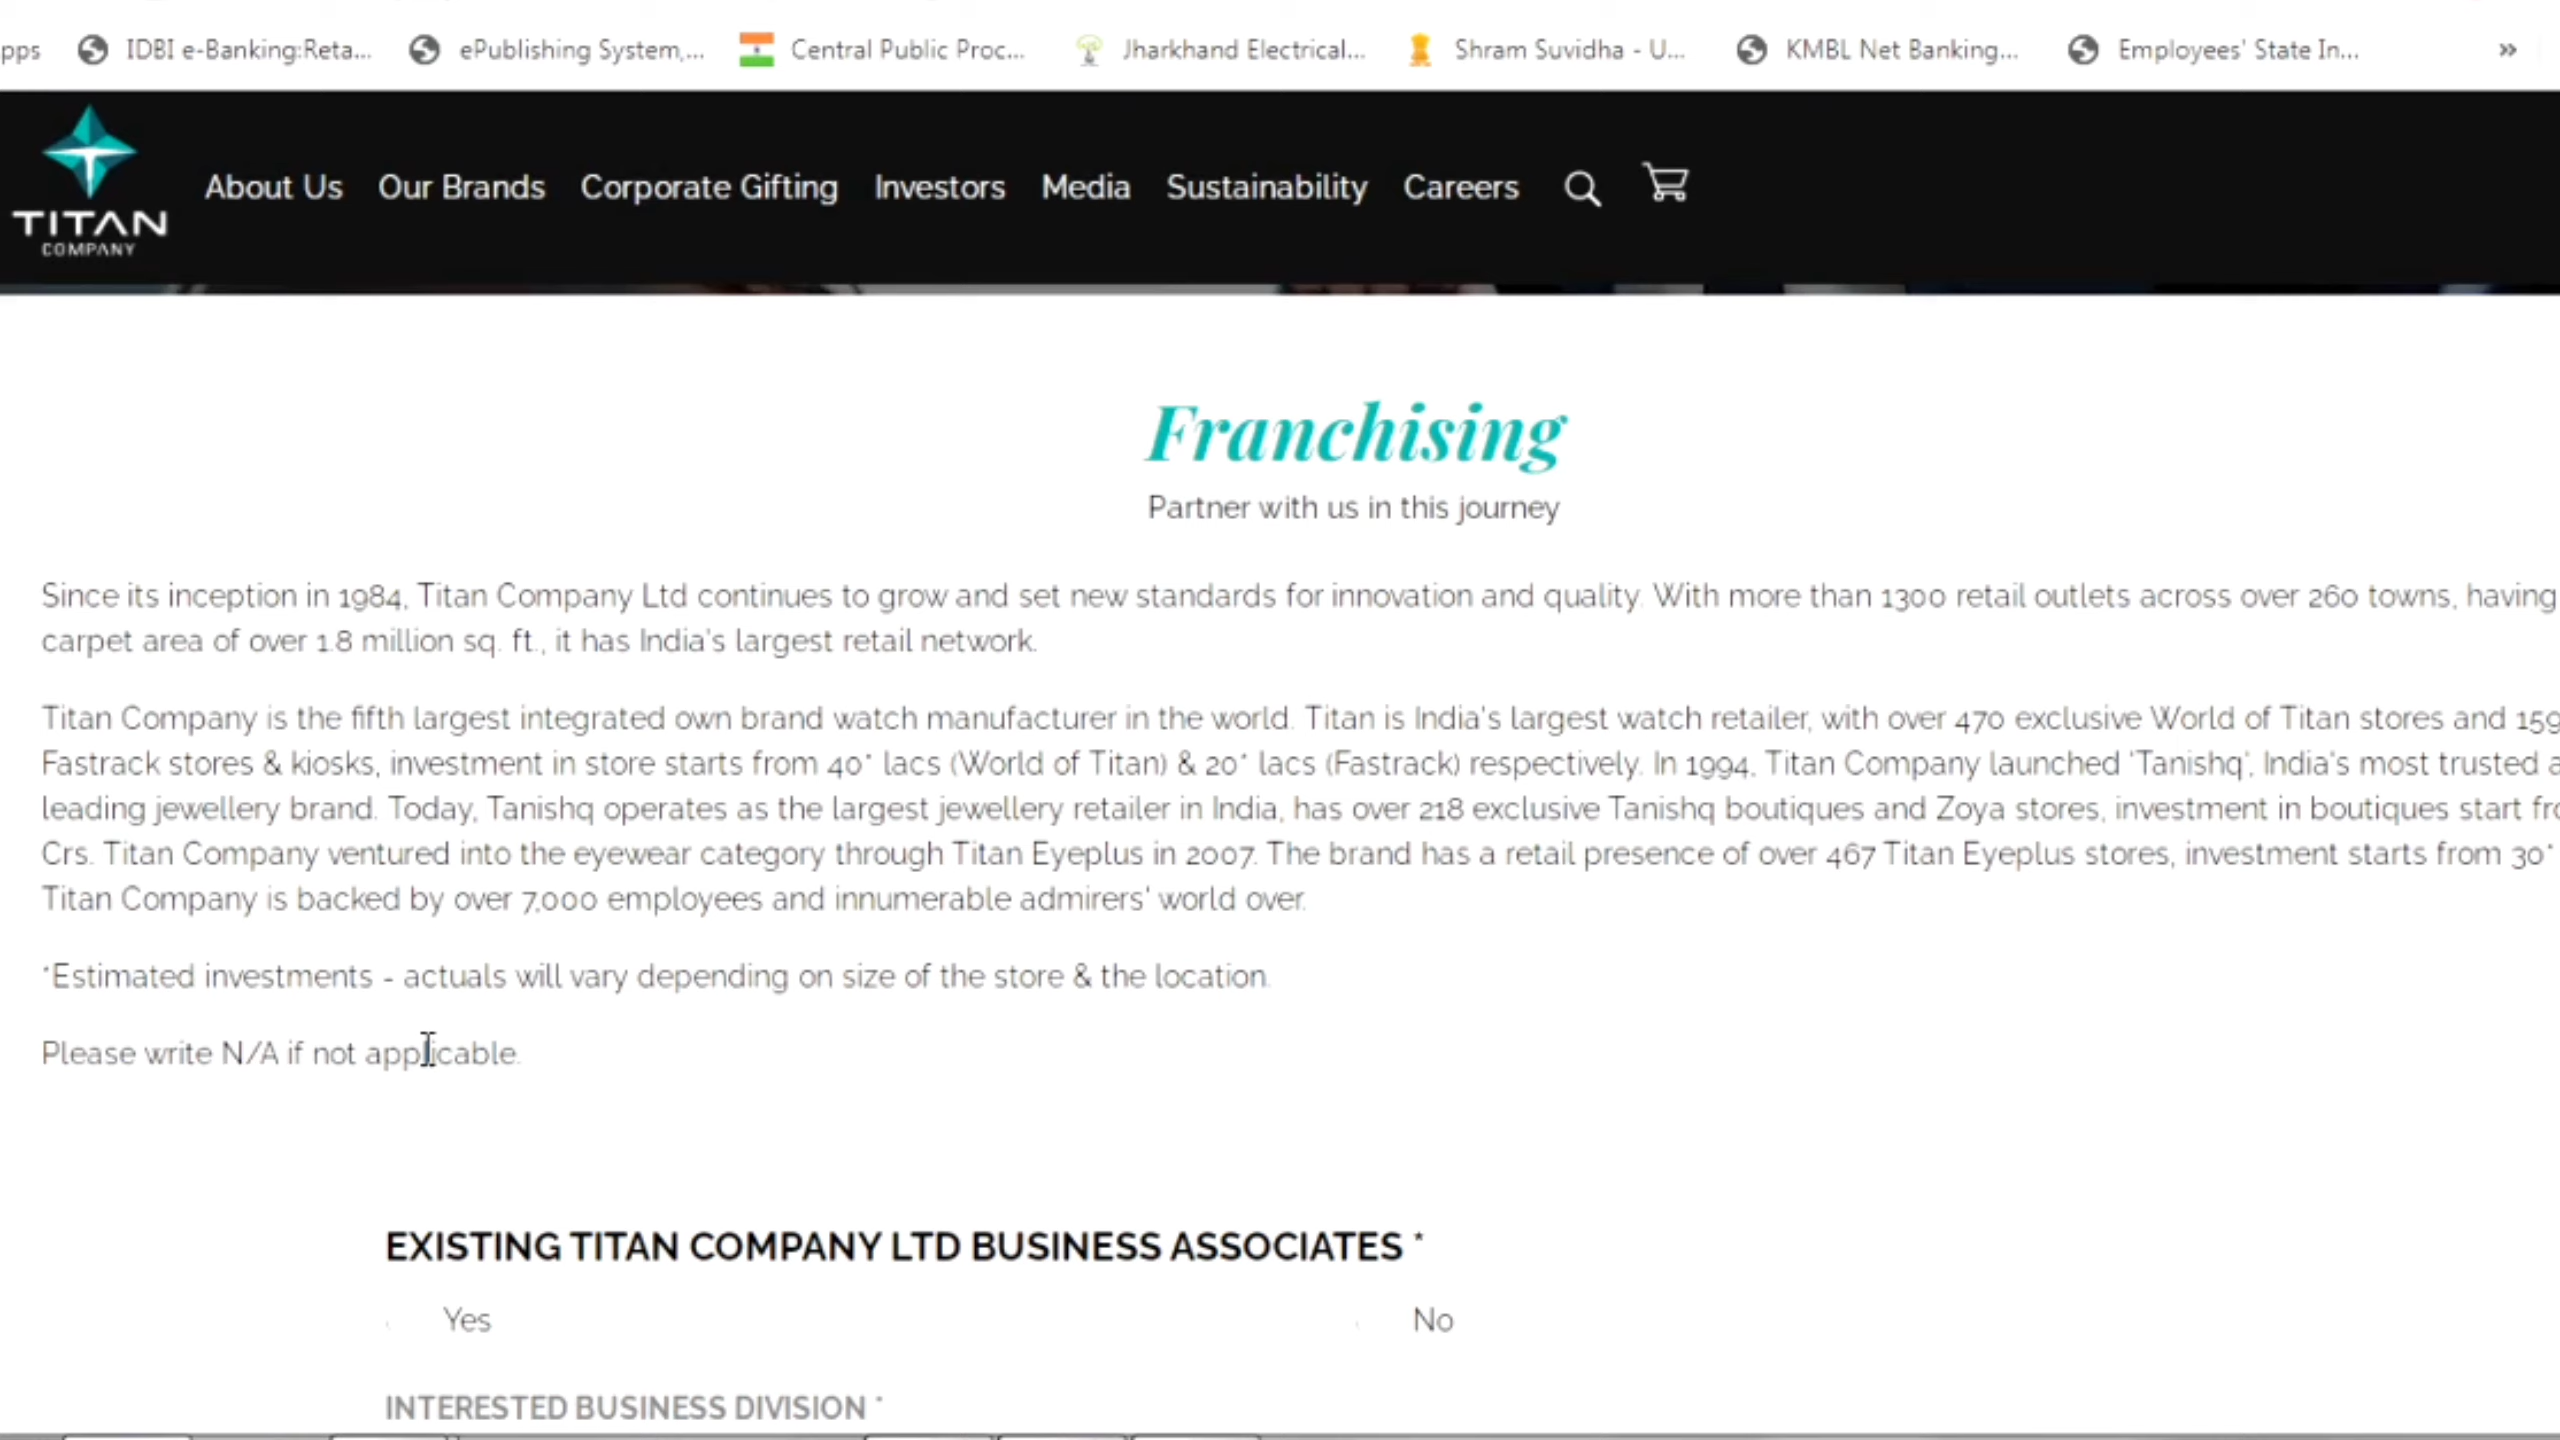 pps IDBI e-Banking:Reta... ePublishing System,... Central Public Proc... Jharkhand Electrical... Shram Suvidha - U... KMBL Net Banking... Employees' State In... »
TITAN
COMPANY
About Us Our Brands Corporate Gifting Investors Media Sustainability Careers
Franchising
Partner with us in this journey
Since its inception in 1984, Titan Company Ltd continues to grow and set new standards for innovation and quality. With more than 1300 retail outlets across over 260 towns, having
carpet area of over 1.8 million sq. ft., it has India's largest retail network.
Titan Company is the fifth largest integrated own brand watch manufacturer in the world. Titan is India's largest watch retailer, with over 470 exclusive World of Titan stores and 159
Fastrack stores & kiosks, investment in store starts from 40* lacs (World of Titan) & 20* lacs (Fastrack) respectively. In 1994, Titan Company launched 'Tanishq', India's most trusted a
leading jewellery brand. Today, Tanishq operates as the largest jewellery retailer in India, has over 218 exclusive Tanishq boutiques and Zoya stores, investment in boutiques start fro
Crs. Titan Company ventured into the eyewear category through Titan Eyeplus in 2007. The brand has a retail presence of over 467 Titan Eyeplus stores, investment starts from 30*
Titan Company is backed by over 7,000 employees and innumerable admirers' world over.
*Estimated investments - actuals will vary depending on size of the store & the location.
Please write N/A if not applicable.
EXISTING TITAN COMPANY LTD BUSINESS ASSOCIATES *
Yes No
INTERESTED BUSINESS DIVISION *